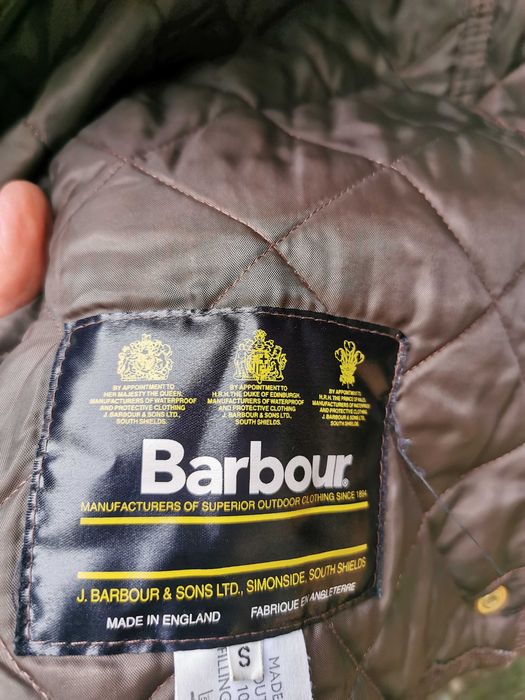 BY APPOINTMENT TO
HER MAJESTY THE QUEEN.
MANUFACTURERS OF WATERPROOF
AND PROTECTIVE CLOTHING
J. BARBOUR & SONS LTD.,
SOUTH SHIELDS.
BY APPOINTMENT TO
H.R.H. THE DUKE OF EDINBURGH.
MANUFACTURERS OF WATERPROOF
AND PROTECTIVE CLOTHING
J. BARBOUR & SONS LTD.,
SOUTH SHIELDS.
BY APPOINTMENT TO
H.R.H. THE PRINCE OF WALES.
MANUFACTURERS OF WATERPROOF
AND PROTECTIVE CLOTHING
J. BARBOUR & SONS LTD.,
SOUTH SHIELDS.
Barbour®
MANUFACTURERS OF SUPERIOR OUTDOOR CLOTHING SINCE 1894
J. BARBOUR & SONS LTD., SIMONSIDE, SOUTH SHIELDS
MADE IN ENGLAND FABRIQUE EN ANGLETERRE
S
MADE